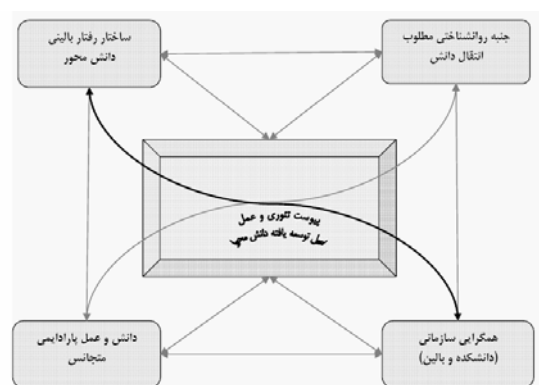 جنبه روانشناختی مطلوب
انتقال دانش
ساختار رفتار بالینی
دانش محور
پیوست تئوری و عمل
عمل توسعه یافته دانش
همگرایی سازمانی
(دانشکده و بالین)
دانش و عمل پارادایمی
متجانس